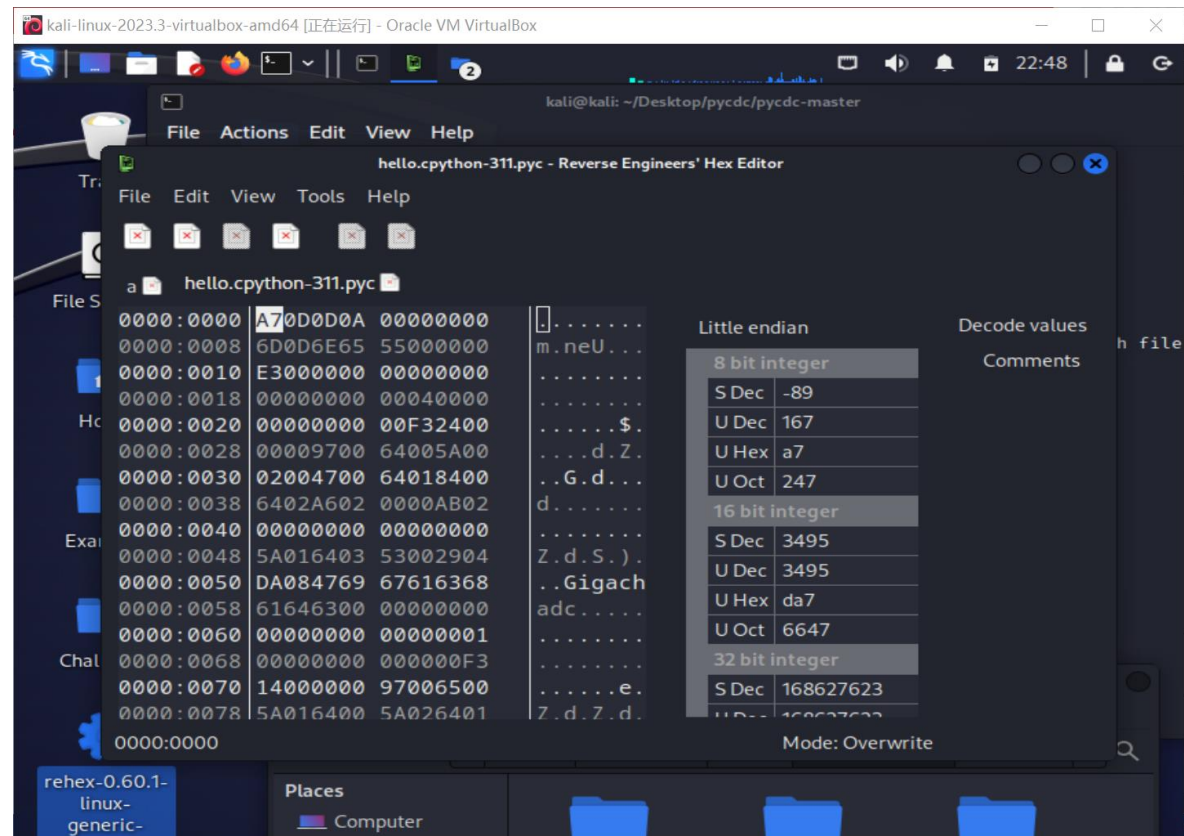 kali-linux-2023.3-virtualbox-amd64 [正在运行] - Oracle VM VirtualBox
2
22:48
kali@kali: ~/Desktop/pycdc/pycdc-master
File Actions Edit View Help
hello.cpython-311.pyc - Reverse Engineers' Hex Editor
File Edit View Tools Help
a hello.cpython-311.pyc
File S
0000:0000 A70D0D0A 00000000 ........
0000:0008 6D0D6E65 55000000 m.neU...
0000:0010 E3000000 00000000 ........
0000:0018 00000000 00040000 ........
0000:0020 00000000 00F32400 ......$.
0000:0028 00009700 64005A00 ....d.Z.
0000:0030 02004700 64018400 ..G.d...
0000:0038 6402A602 0000AB02 d.......
0000:0040 00000000 00000000 ........
0000:0048 5A016403 53002904 Z.d.S.).
0000:0050 DA084769 67616368 ..Gigach
0000:0058 61646300 00000000 adc.....
0000:0060 00000000 00000001 ........
0000:0068 00000000 000000F3 ........
0000:0070 14000000 97006500 ......e.
0000:0078 5A016400 5A026401 Z.d.Z.d.
Little endian
8 bit integer
S Dec -89
U Dec 167
U Hex a7
U Oct 247
16 bit integer
S Dec 3495
U Dec 3495
U Hex da7
U Oct 6647
32 bit integer
S Dec 168627623
Decode values
Comments
h file
0000:0000 Mode: Overwrite
rehex-0.60.1-
linux-
generic-
Places
Computer